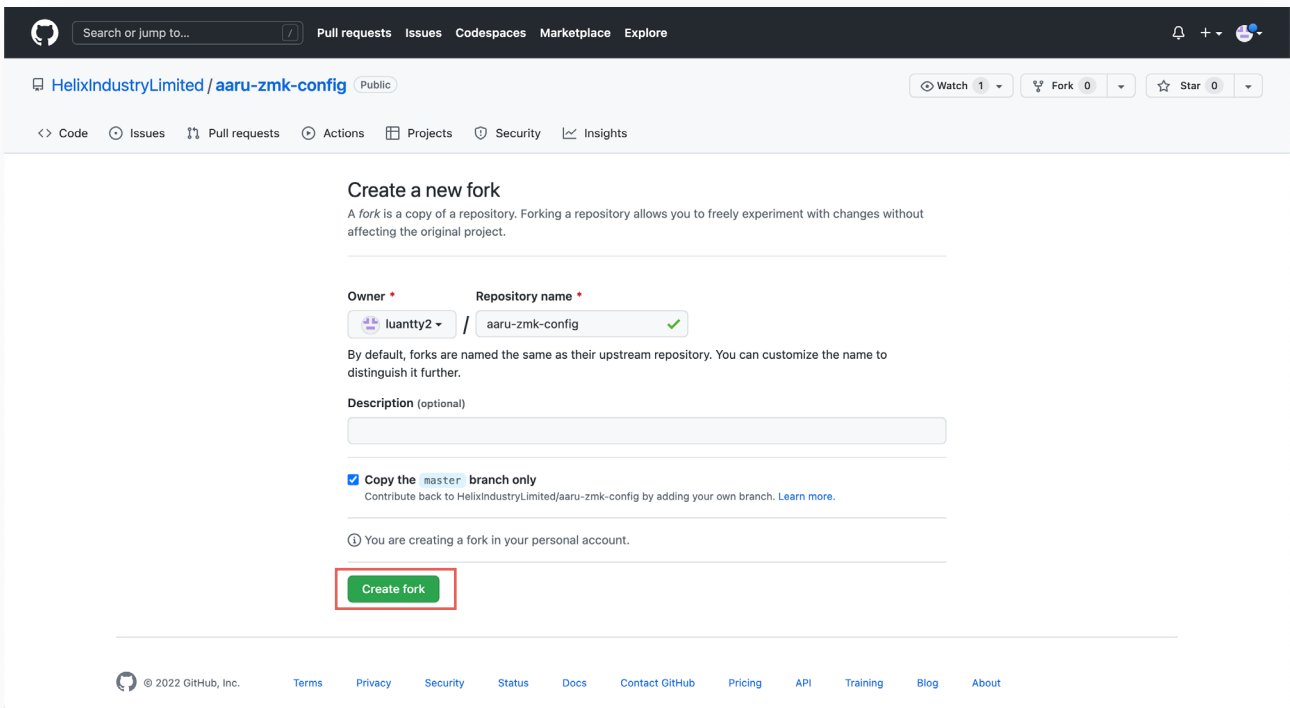 Search or jump to... / Pull requests Issues Codespaces Marketplace Explore
HelixIndustryLimited / aaru-zmk-config Public Watch 1 Fork 0 Star 0
<> Code Issues Pull requests Actions Projects Security Insights
Create a new fork
A fork is a copy of a repository. Forking a repository allows you to freely experiment with changes without
affecting the original project.
Owner * Repository name *
luantty2 / aaru-zmk-config
By default, forks are named the same as their upstream repository. You can customize the name to
distinguish it further.
Description (optional)
Copy the master branch only
Contribute back to HelixIndustryLimited/aaru-zmk-config by adding your own branch. Learn more.
You are creating a fork in your personal account.
Create fork
© 2022 GitHub, Inc. Terms Privacy Security Status Docs Contact GitHub Pricing API Training Blog About